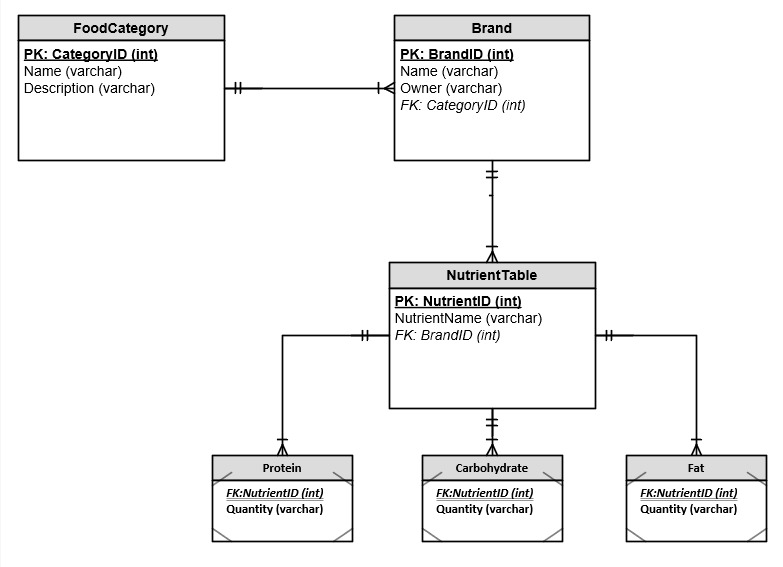 FoodCategory
PK: CategoryID (int)
Name (varchar)
Description (varchar)
Brand
PK: BrandID (int)
Name (varchar)
Owner (varchar)
FK: CategoryID (int)
NutrientTable
PK: NutrientID (int)
NutrientName (varchar)
FK: BrandID (int)
Protein
FK:NutrientID (int)
Quantity (varchar)
Carbohydrate
FK:NutrientID (int)
Quantity (varchar)
Fat
FK:NutrientID (int)
Quantity (varchar)